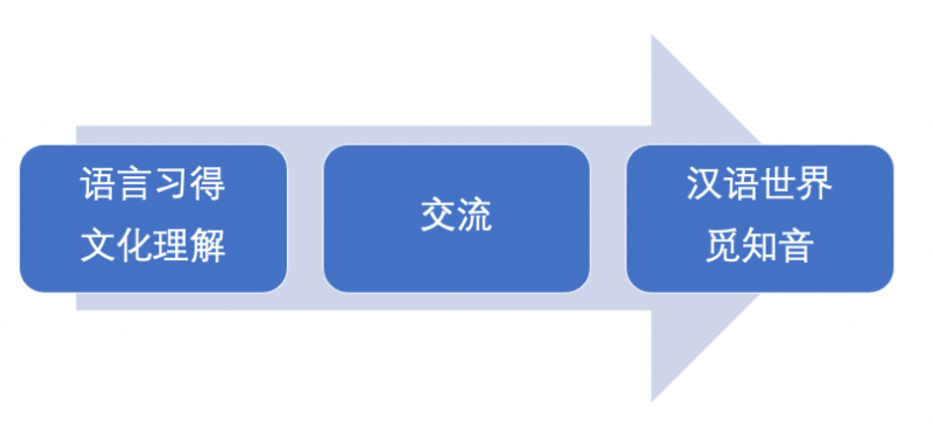 语言习得
文化理解
交流
汉语世界
觅知音